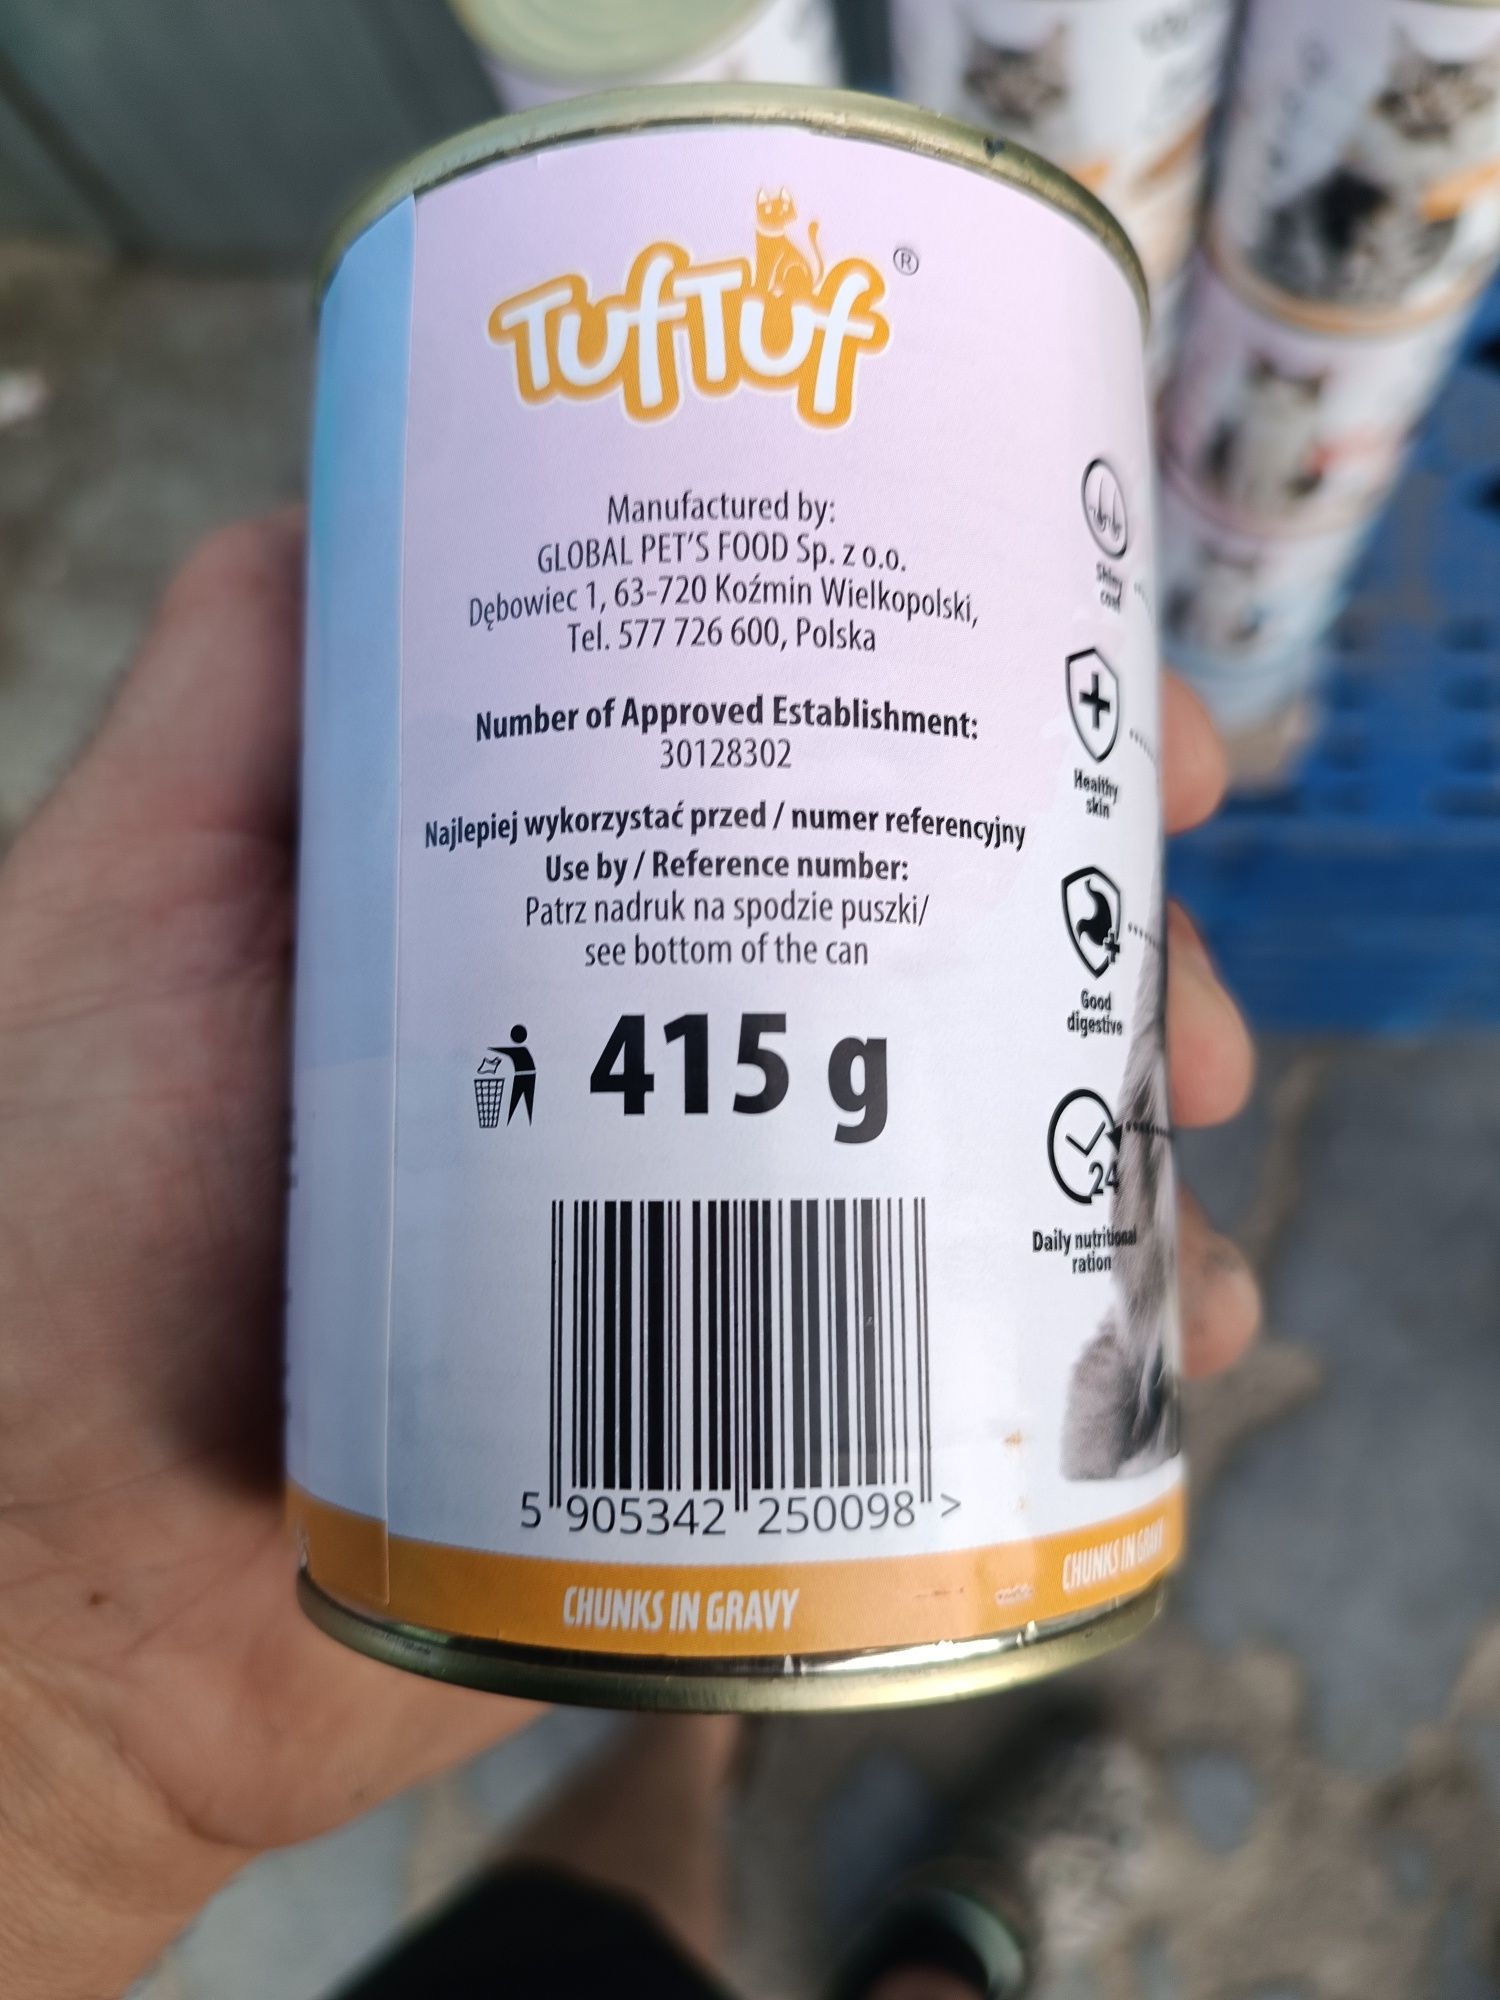 TufTuf ®
Manufactured by:
GLOBAL PET'S FOOD Sp. z o.o.
Dębowiec 1, 63-720 Koźmin Wielkopolski,
Tel. 577 726 600, Polska
Number of Approved Establishment:
30128302
Najlepiej wykorzystać przed / numer referencyjny
Use by / Reference number:
Patrz nadruk na spodzie puszki/
see bottom of the can
415 g
5 905342 250098 >
CHUNKS IN GRAVY
Shiny
coat
Healthy
skin
Good
digestive
24
Daily nutritional
ration
CHUNKS IN GRAVY